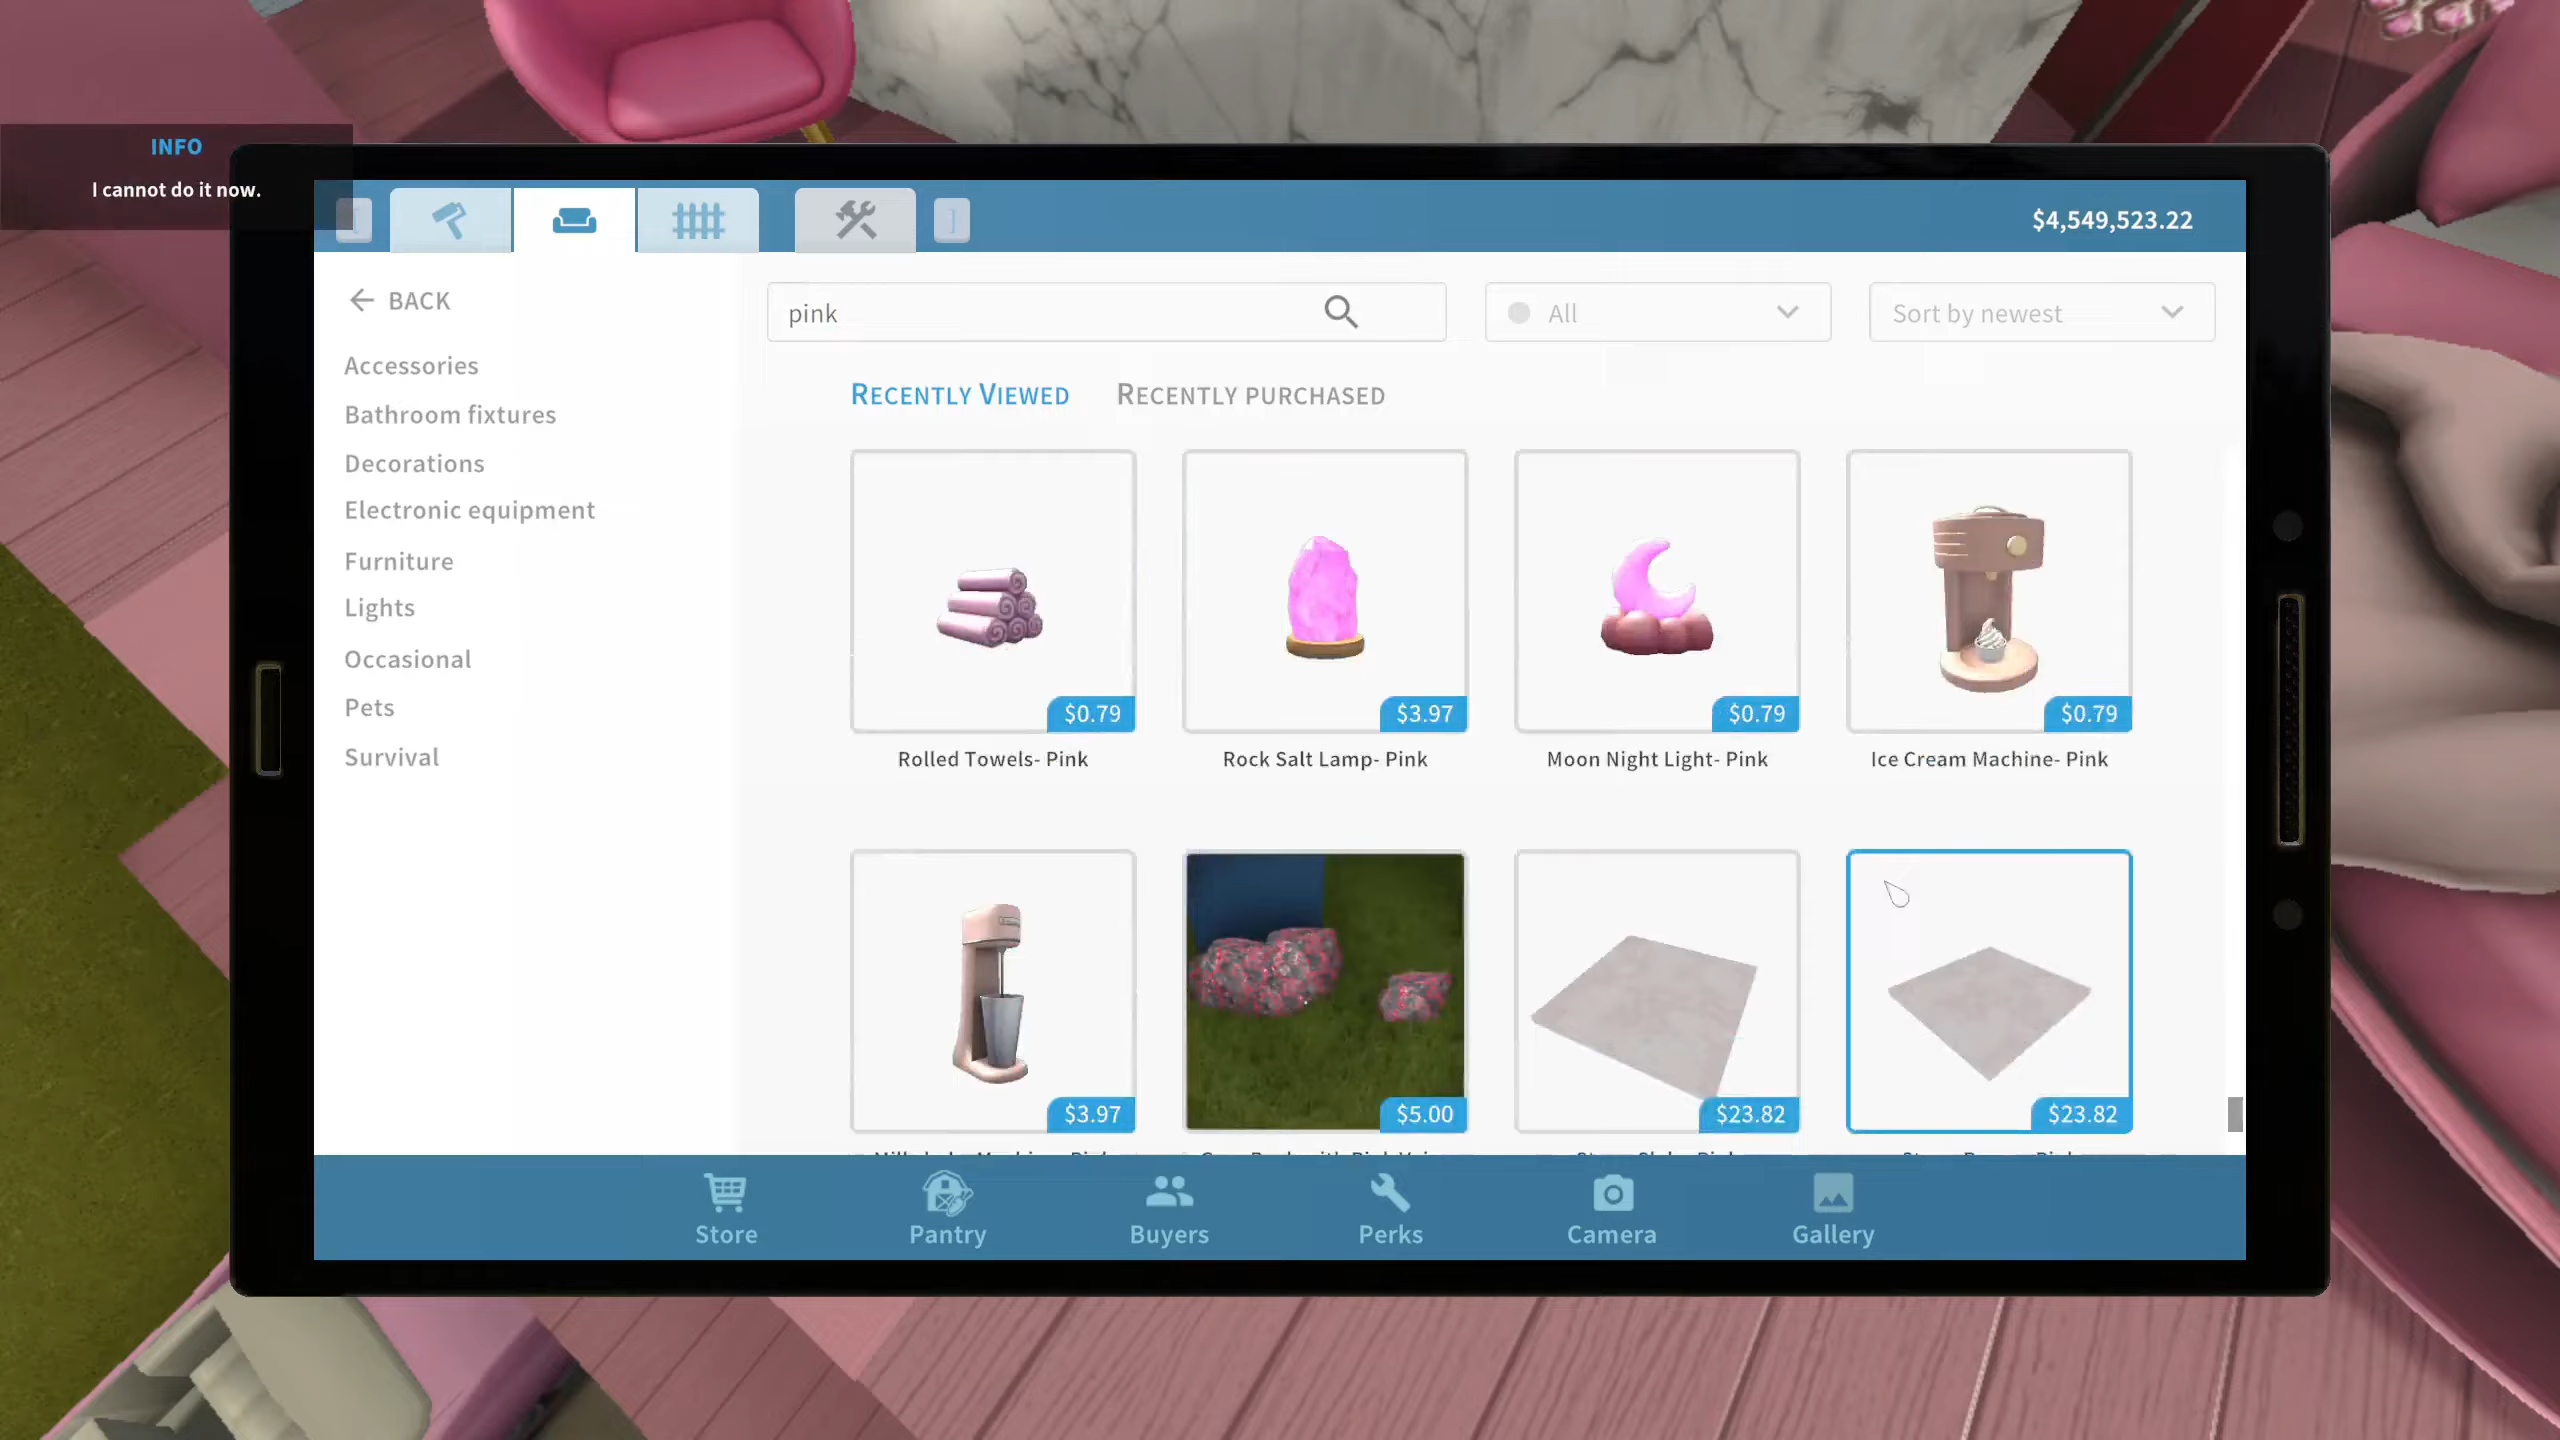 INFO
I cannot do it now.
$4,549,523.22
BACK
pink
All
Sort by newest
Accessories
Bathroom fixtures
Decorations
Electronic equipment
Furniture
Lights
Occasional
Pets
Survival
RECENTLY VIEWED
RECENTLY PURCHASED
$0.79
$3.97
$0.79
$0.79
Rolled Towels- Pink
Rock Salt Lamp- Pink
Moon Night Light- Pink
Ice Cream Machine- Pink
$3.97
$5.00
$23.82
$23.82
Store
Pantry
Buyers
Perks
Camera
Gallery